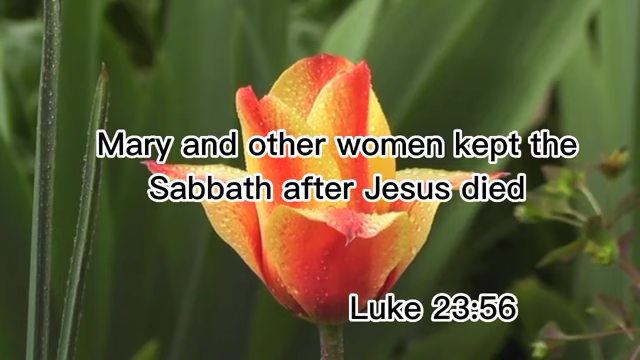 Mary and other women kept the
Sabbath after Jesus died
Luke 23:56